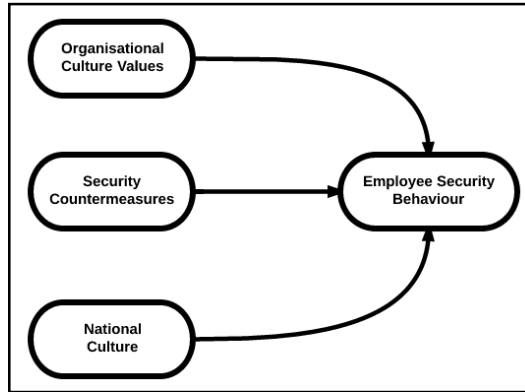 Organisational
Culture Values
Security
Countermeasures
Employee Security
Behaviour
National
Culture